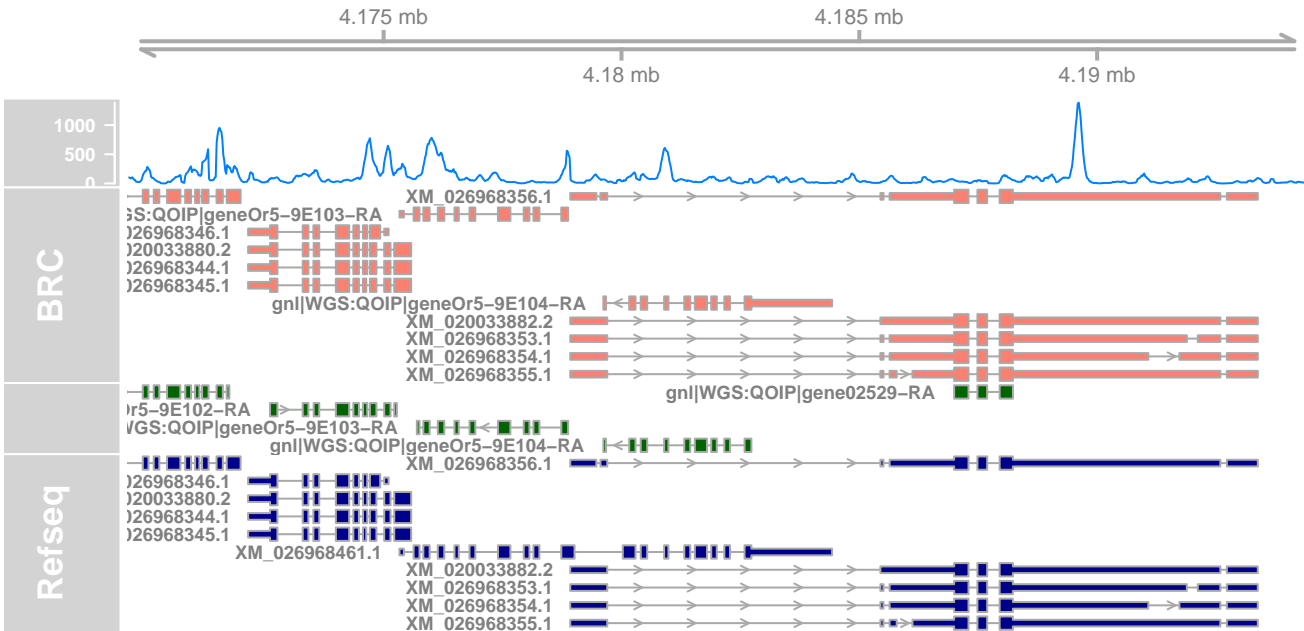 4.175 mb
4.185 mb
4.18 mb
4.19 mb
1000
500
0
XM_026968356.1
GS:QOIP|geneOr5-9E103-RA
026968346.1
020033880.2
026968344.1
026968345.1
gnl|WGS:QOIP|geneOr5-9E104-RA
XM_020033882.2
XM_026968353.1
XM_026968354.1
XM_026968355.1
BRC
gnl|WGS:QOIP|gene02529-RA
Or5-9E102-RA
WGS:QOIP|geneOr5-9E103-RA
gnl|WGS:QOIP|geneOr5-9E104-RA
XM_026968356.1
026968346.1
020033880.2
026968344.1
026968345.1
XM_026968461.1
XM_020033882.2
XM_026968353.1
XM_026968354.1
XM_026968355.1
Refseq